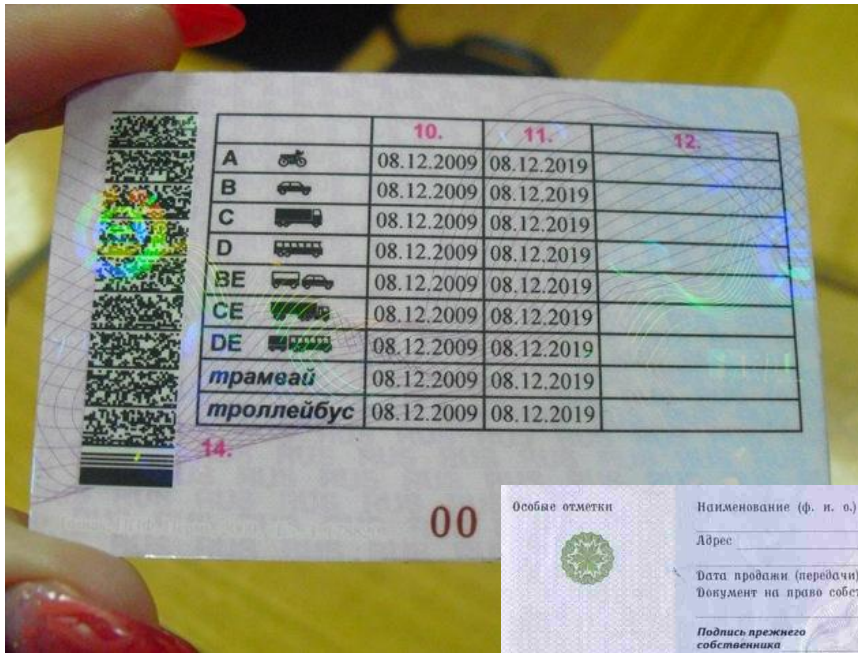 10. 11. 12.
A 08.12.2009 08.12.2019
B 08.12.2009 08.12.2019
C 08.12.2009 08.12.2019
D 08.12.2009 08.12.2019
BE 08.12.2009 08.12.2019
CE 08.12.2009 08.12.2019
DE 08.12.2009 08.12.2019
трамвай 08.12.2009 08.12.2019
троллейбус 08.12.2009 08.12.2019
14.
00
Особые отметки
Наименование (ф. и. о.)
Адрес
Дата продажи (передачи)
Документ на право
Подпись прежнего
собственника